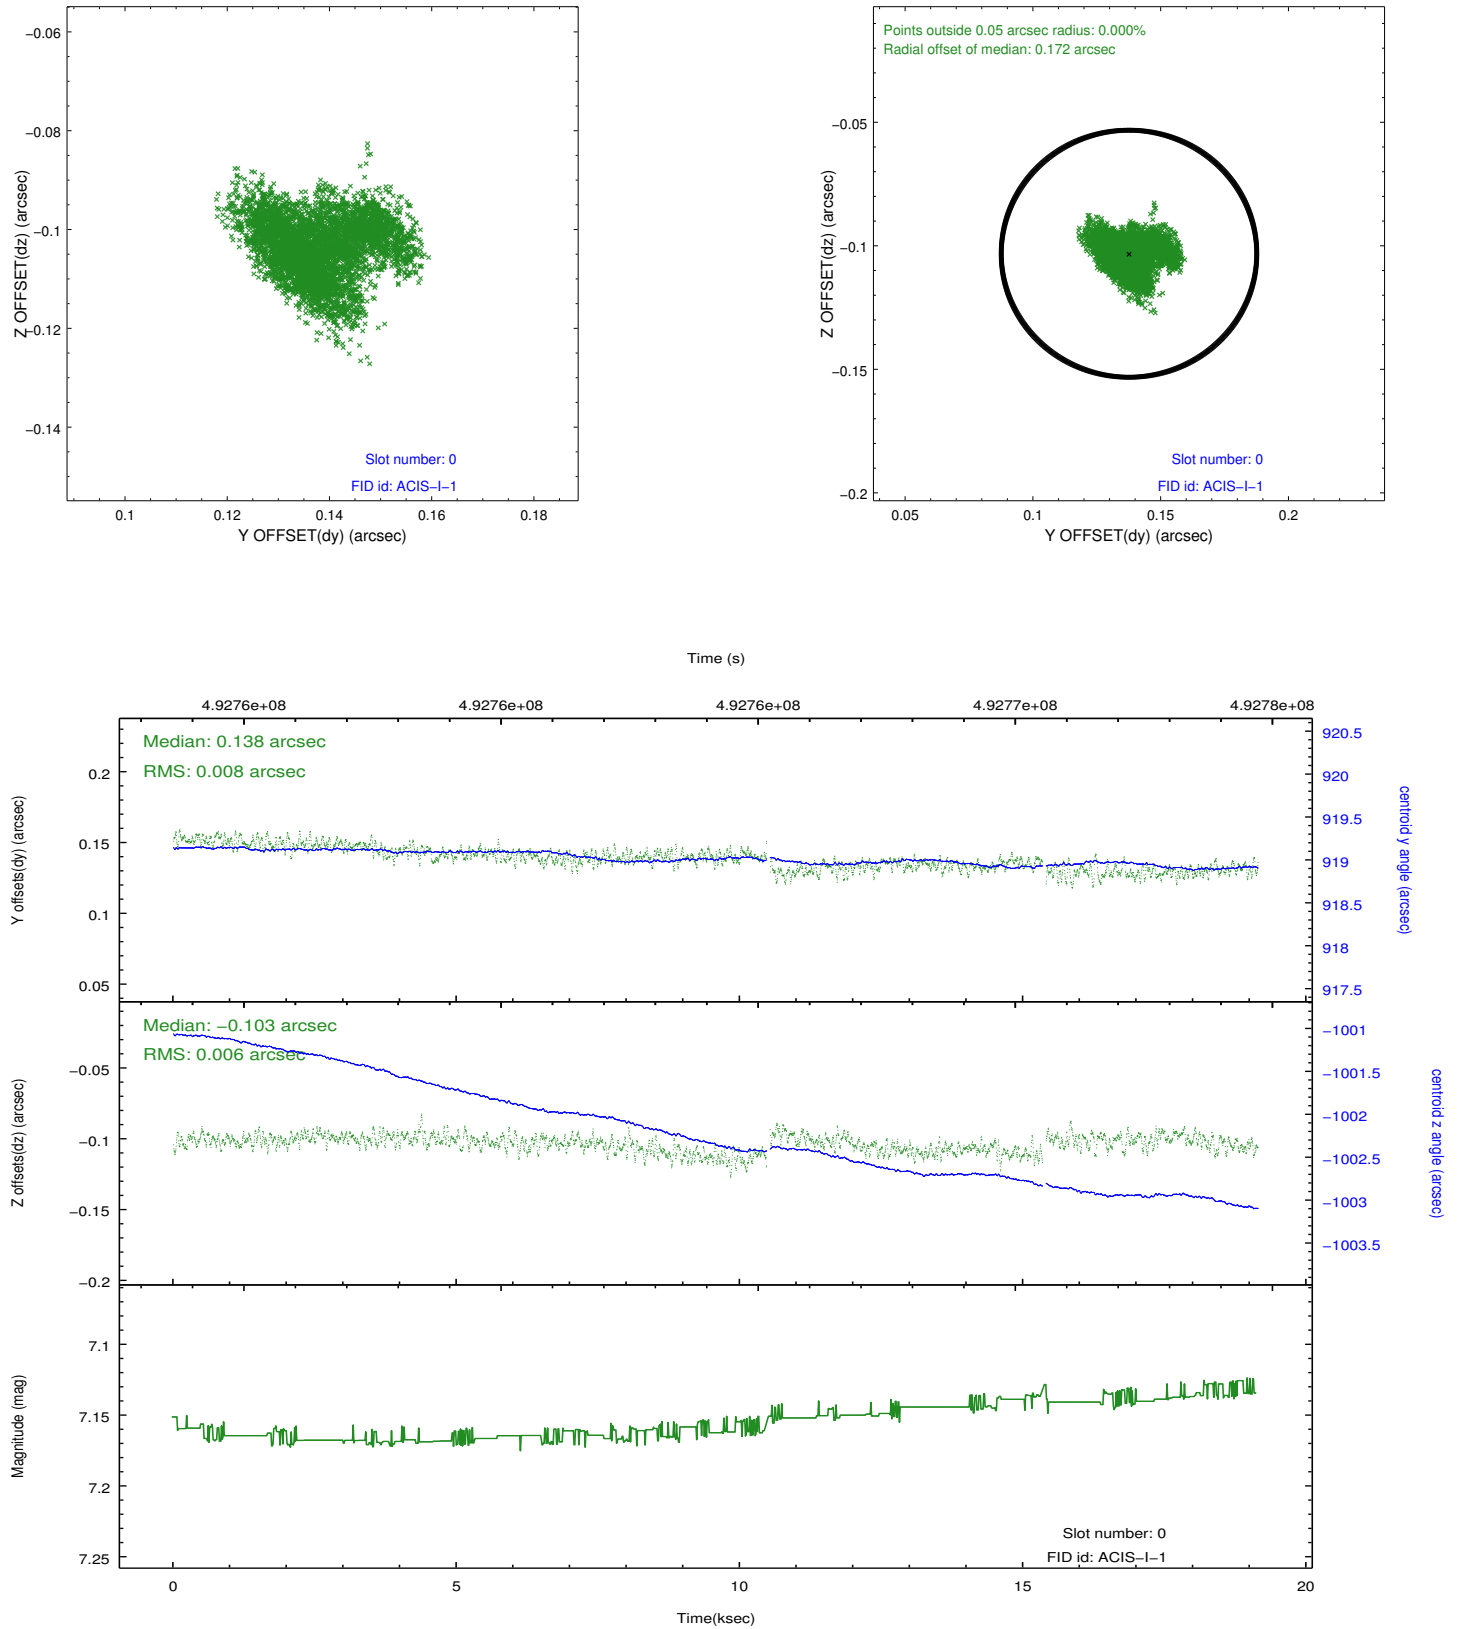 −0.06
−0.08
−0.1
−0.12
−0.14
Z OFFSET(dz) (arcsec)
Slot number: 0
FID id: ACIS−I−1
0.1 0.12 0.14 0.16 0.18
Y OFFSET(dy) (arcsec)
Points outside 0.05 arcsec radius: 0.000%
Radial offset of median: 0.172 arcsec
−0.05
−0.1
−0.15
−0.2
Z OFFSET(dz) (arcsec)
Slot number: 0
FID id: ACIS−I−1
0.05 0.1 0.15 0.2
Y OFFSET(dy) (arcsec)
Time (s)
4.9276e+08 4.9276e+08 4.9276e+08 4.9277e+08 4.9278e+08
Median: 0.138 arcsec
RMS: 0.008 arcsec
0.2
0.15
0.1
0.05
Y offsets(dy) (arcsec)
920.5
920
919.5
919
918.5
918
917.5
centroid y angle (arcsec)
Median: −0.103 arcsec
RMS: 0.006 arcsec
−0.05
−0.1
−0.15
−0.2
Z offsets(dz) (arcsec)
−1001
−1001.5
−1002
−1002.5
−1003
−1003.5
centroid z angle (arcsec)
7.1
7.15
7.2
7.25
Magnitude (mag)
Slot number: 0
FID id: ACIS−I−1
0 5 10 15 20
Time(ksec)